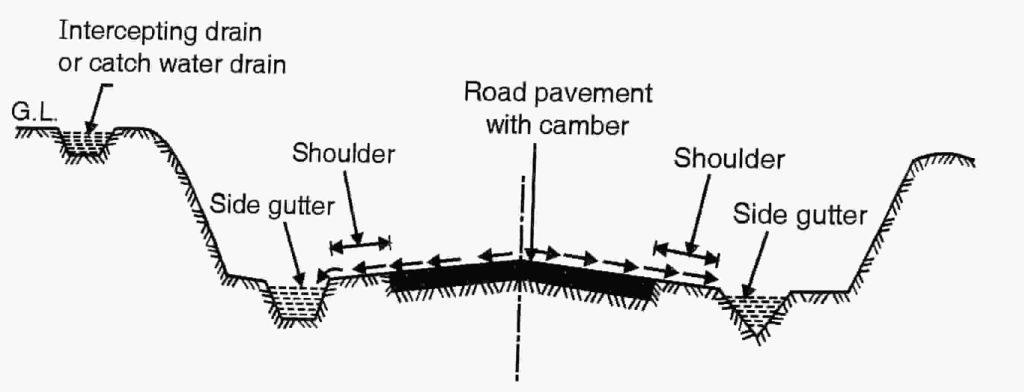 Intercepting drain
or catch water drain
G.L.
Road pavement
with camber
Shoulder
Shoulder
Side gutter
Side gutter